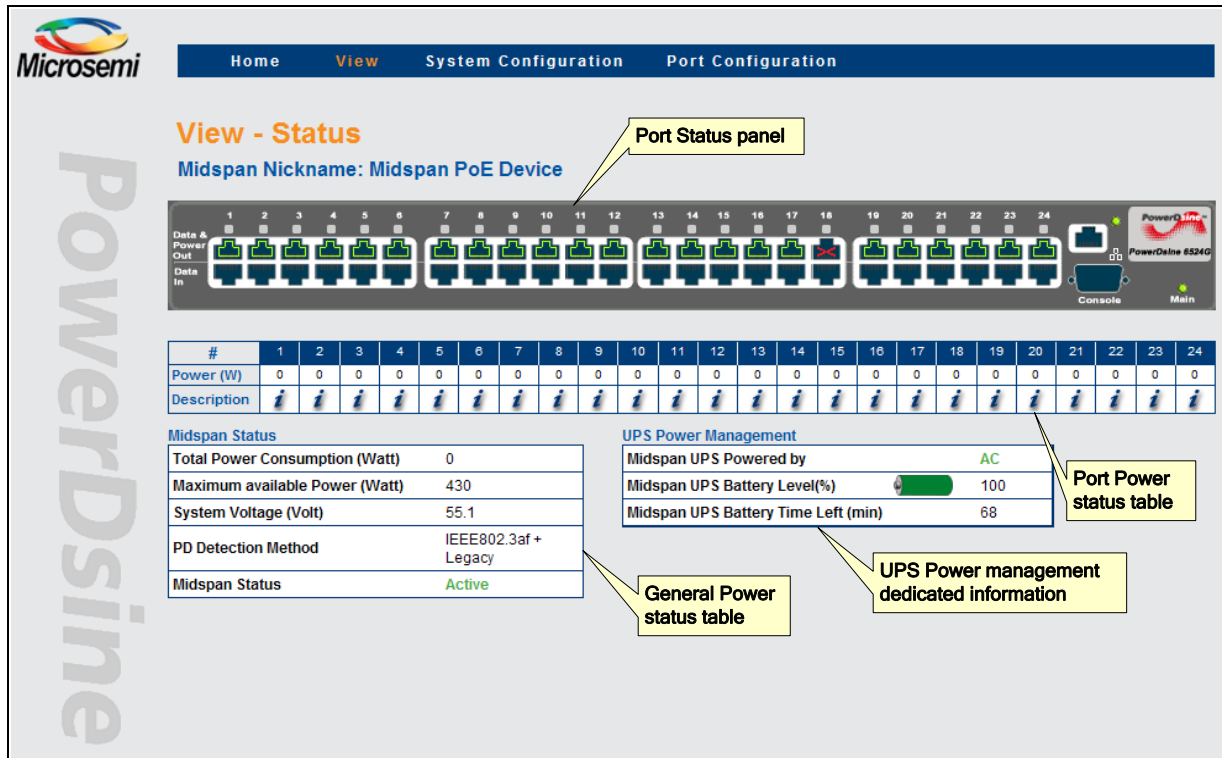 Microsemi
Home View System Configuration Port Configuration
View - Status
Midspan Nickname: Midspan PoE Device
Port Status panel
1 2 3 4 5 6 7 8 9 10 11 12 13 14 15 16 17 18 19 20 21 22 23 24
Data &
Power
Out
Data
In
PowerDsine
PowerDsine 6524G
Console
Main
# 1 2 3 4 5 6 7 8 9 10 11 12 13 14 15 16 17 18 19 20 21 22 23 24
Power (W) 0 0 0 0 0 0 0 0 0 0 0 0 0 0 0 0 0 0 0 0 0 0 0 0
Description i i i i i i i i i i i i i i i i i i i i i i i i
Midspan Status
Total Power Consumption (Watt) 0
Maximum available Power (Watt) 430
System Voltage (Volt) 55.1
PD Detection Method IEEE802.3af +
Legacy
Midspan Status Active
UPS Power Management
Midspan UPS Powered by AC
Midspan UPS Battery Level(%) 100
Midspan UPS Battery Time Left (min) 68
Port Power
status table
UPS Power management
dedicated information
General Power
status table
PowerDsine